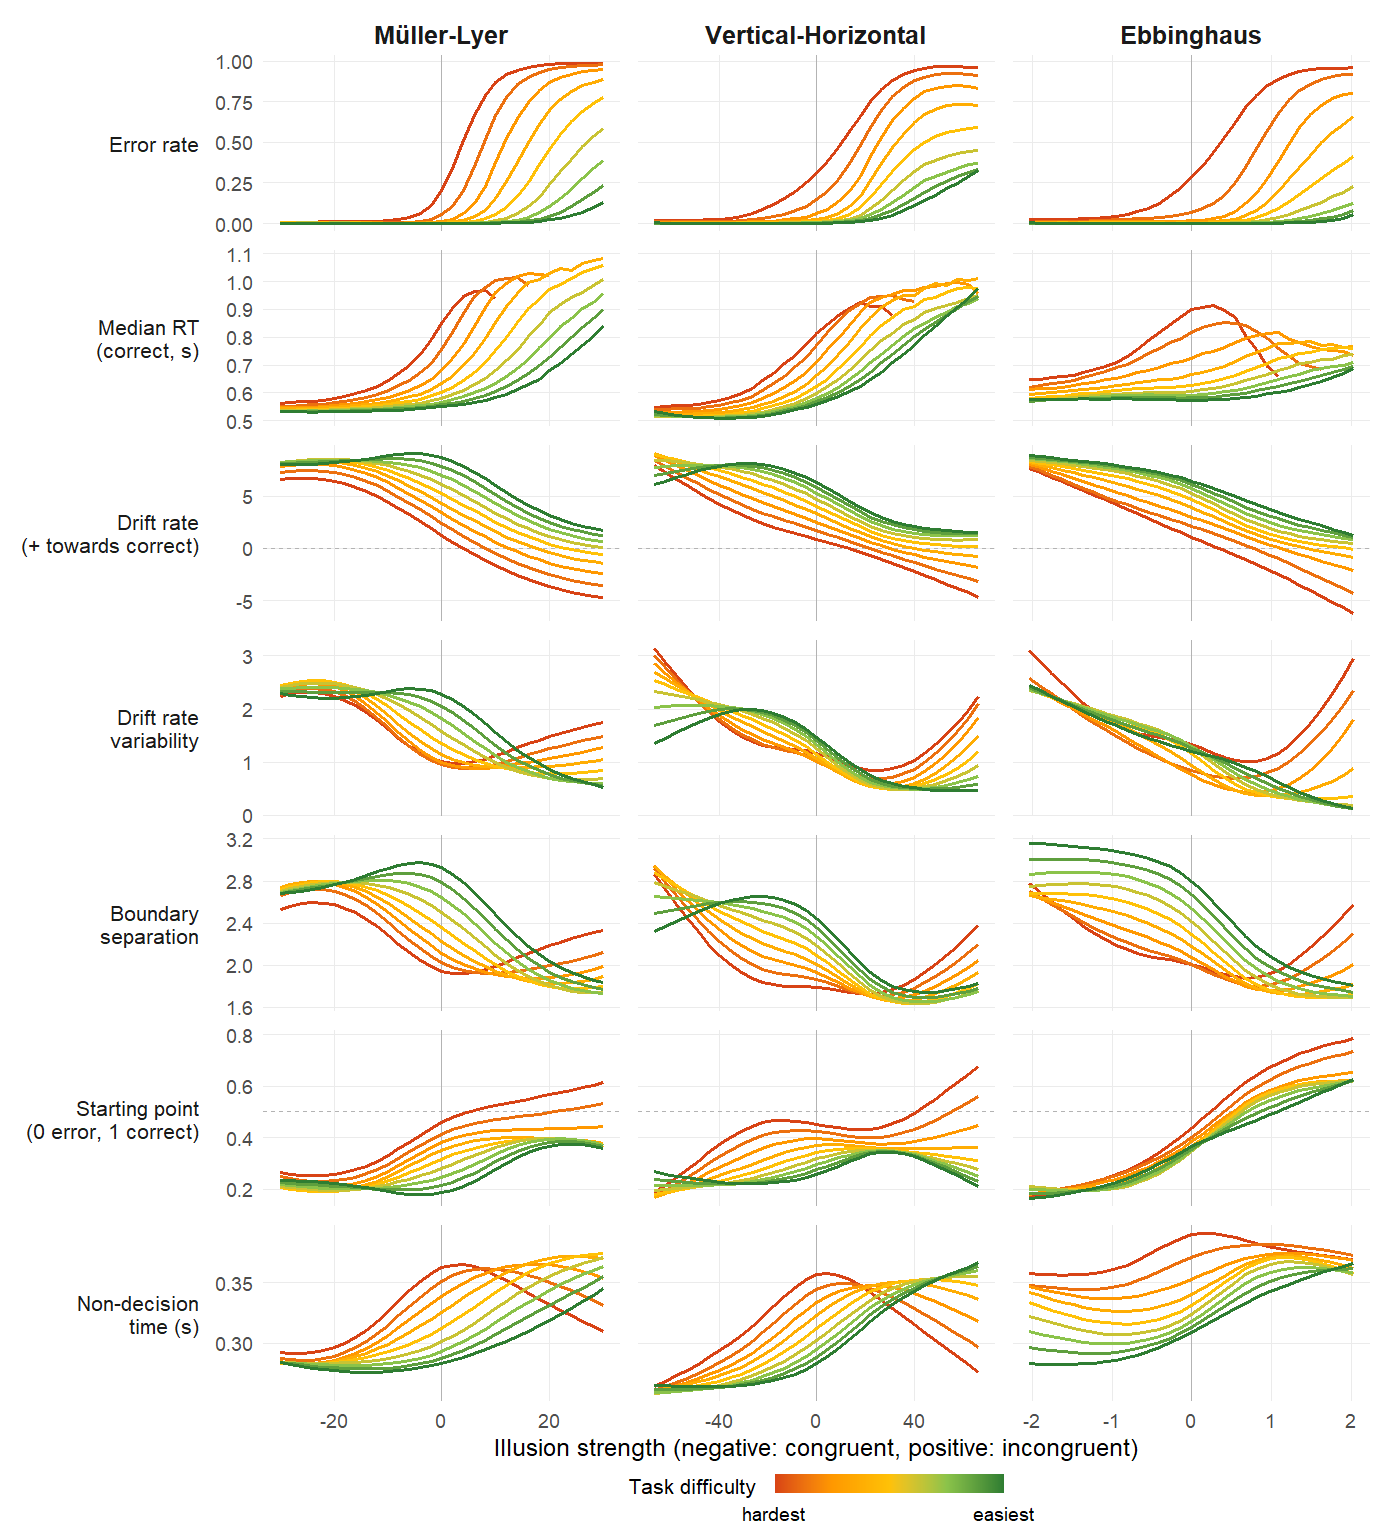 Müller-Lyer
Vertical-Horizontal
Ebbinghaus
Error rate
1.00
0.75
0.50
0.25
0.00
Median RT
(correct, s)
1.1
1.0
0.9
0.8
0.7
0.6
0.5
Drift rate
(+ towards correct)
5
0
-5
Drift rate
variability
3
2
1
0
Boundary
separation
3.2
2.8
2.4
2.0
1.6
Starting point
(0 error, 1 correct)
0.8
0.6
0.4
0.2
Non-decision
time (s)
0.35
0.30
-20 0 20
-40 0 40
-2 -1 0 1 2
Illusion strength (negative: congruent, positive: incongruent)
Task difficulty
hardest easiest